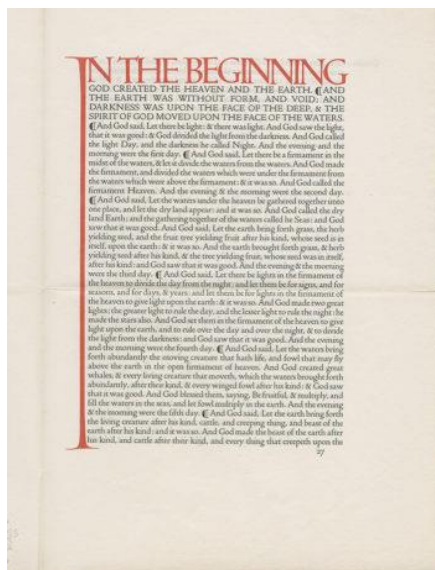 IN THE BEGINNING
GOD CREATED THE HEAVEN AND THE EARTH. ¶ AND
THE EARTH WAS WITHOUT FORM, AND VOID; AND
DARKNESS WAS UPON THE FACE OF THE DEEP, & THE
SPIRIT OF GOD MOVED UPON THE FACE OF THE WATERS.
¶ And God said, Let there be light: & there was light. And God saw the light,
that it was good: & God divided the light from the darkness. And God called
the light Day, and the darkness he called Night. And the evening and the
morning were the first day. ¶ And God said, Let there be a firmament in the
midst of the waters, & let it divide the waters from the waters. And God made
the firmament, and divided the waters which were under the firmament from
the waters which were above the firmament: & it was so. And God called the
firmament Heaven. And the evening & the morning were the second day.
¶ And God said, Let the waters under the heaven be gathered together unto
one place, and let the dry land appear: and it was so. And God called the dry
land Earth; and the gathering together of the waters called he Seas: and God
saw that it was good. And God said, Let the earth bring forth grass, the herb
yielding seed, and the fruit tree yielding fruit after his kind, whose seed is in
itself, upon the earth: & it was so. And the earth brought forth grass, & herb
yielding seed after his kind, & the tree yielding fruit, whose seed was in itself,
after his kind: and God saw that it was good. And the evening & the morning
were the third day. ¶ And God said, Let there be lights in the firmament of
the heaven to divide the day from the night; and let them be for signs, and for
seasons, and for days, & years: and let them be for lights in the firmament of
the heaven to give light upon the earth: & it was so. And God made two great
lights; the greater light to rule the day, and the lesser light to rule the night: he
made the stars also. And God set them in the firmament of the heaven to give
light upon the earth, and to rule over the day and over the night, & to divide
the light from the darkness: and God saw that it was good. And the evening
and the morning were the fourth day. ¶ And God said, Let the waters bring
forth abundantly the moving creature that hath life, and fowl that may fly
above the earth in the open firmament of heaven. And God created great
whales, & every living creature that moveth, which the waters brought forth
abundantly, after their kind, & every winged fowl after his kind: & God saw
that it was good. And God blessed them, saying, Be fruitful, & multiply, and
fill the waters in the seas, and let fowl multiply in the earth. And the evening
& the morning were the fifth day. ¶ And God said, Let the earth bring forth
the living creature after his kind, cattle, and creeping thing, and beast of the
earth after his kind: and it was so. And God made the beast of the earth after
his kind, and cattle after their kind, and every thing that creepeth upon the
27